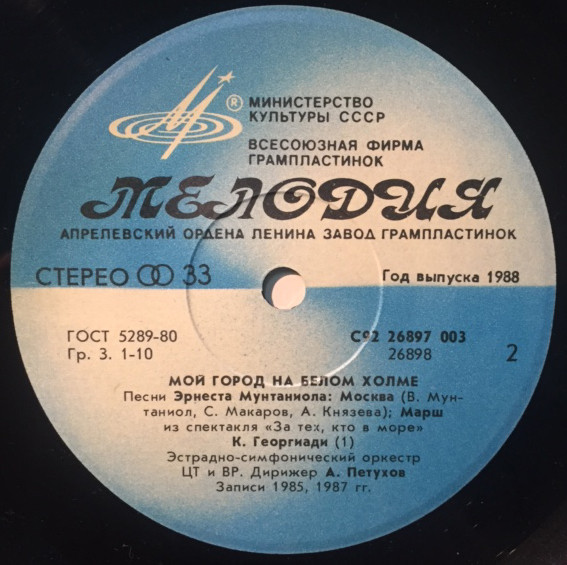 ®
МИНИСТЕРСТВО
КУЛЬТУРЫ СССР
ВСЕСОЮЗНАЯ ФИРМА
ГРАМПЛАСТИНОК
МЕЛОДИЯ
АПРЕЛЕВСКИЙ ОРДЕНА ЛЕНИНА ЗАВОД ГРАМПЛАСТИНОК
СТЕРЕО 33
Год выпуска 1988
ГОСТ 5289-80
С92 26897 003
Гр. 3. 1-10
26898
2
МОЙ ГОРОД НА БЕЛОМ ХОЛМЕ
Песни Эрнеста Мунтаниола: Москва (В. Мун-
таниол, С. Макаров, А. Князева); Марш
из спектакля «За тех, кто в море»
К. Георгиади (1)
Эстрадно-симфонический оркестр
ЦТ и ВР. Дирижер А. Петухов
Записи 1985, 1987 гг.